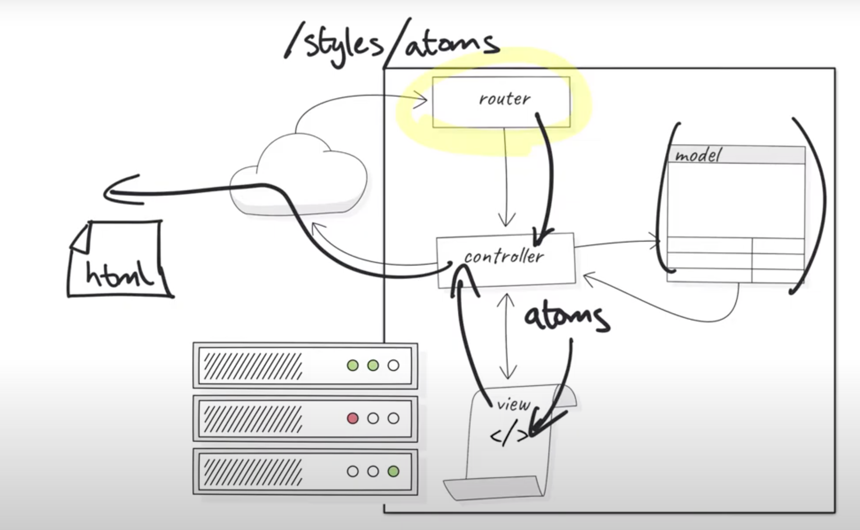 /styles/atoms
router
model
controller
html
atoms
view
</>